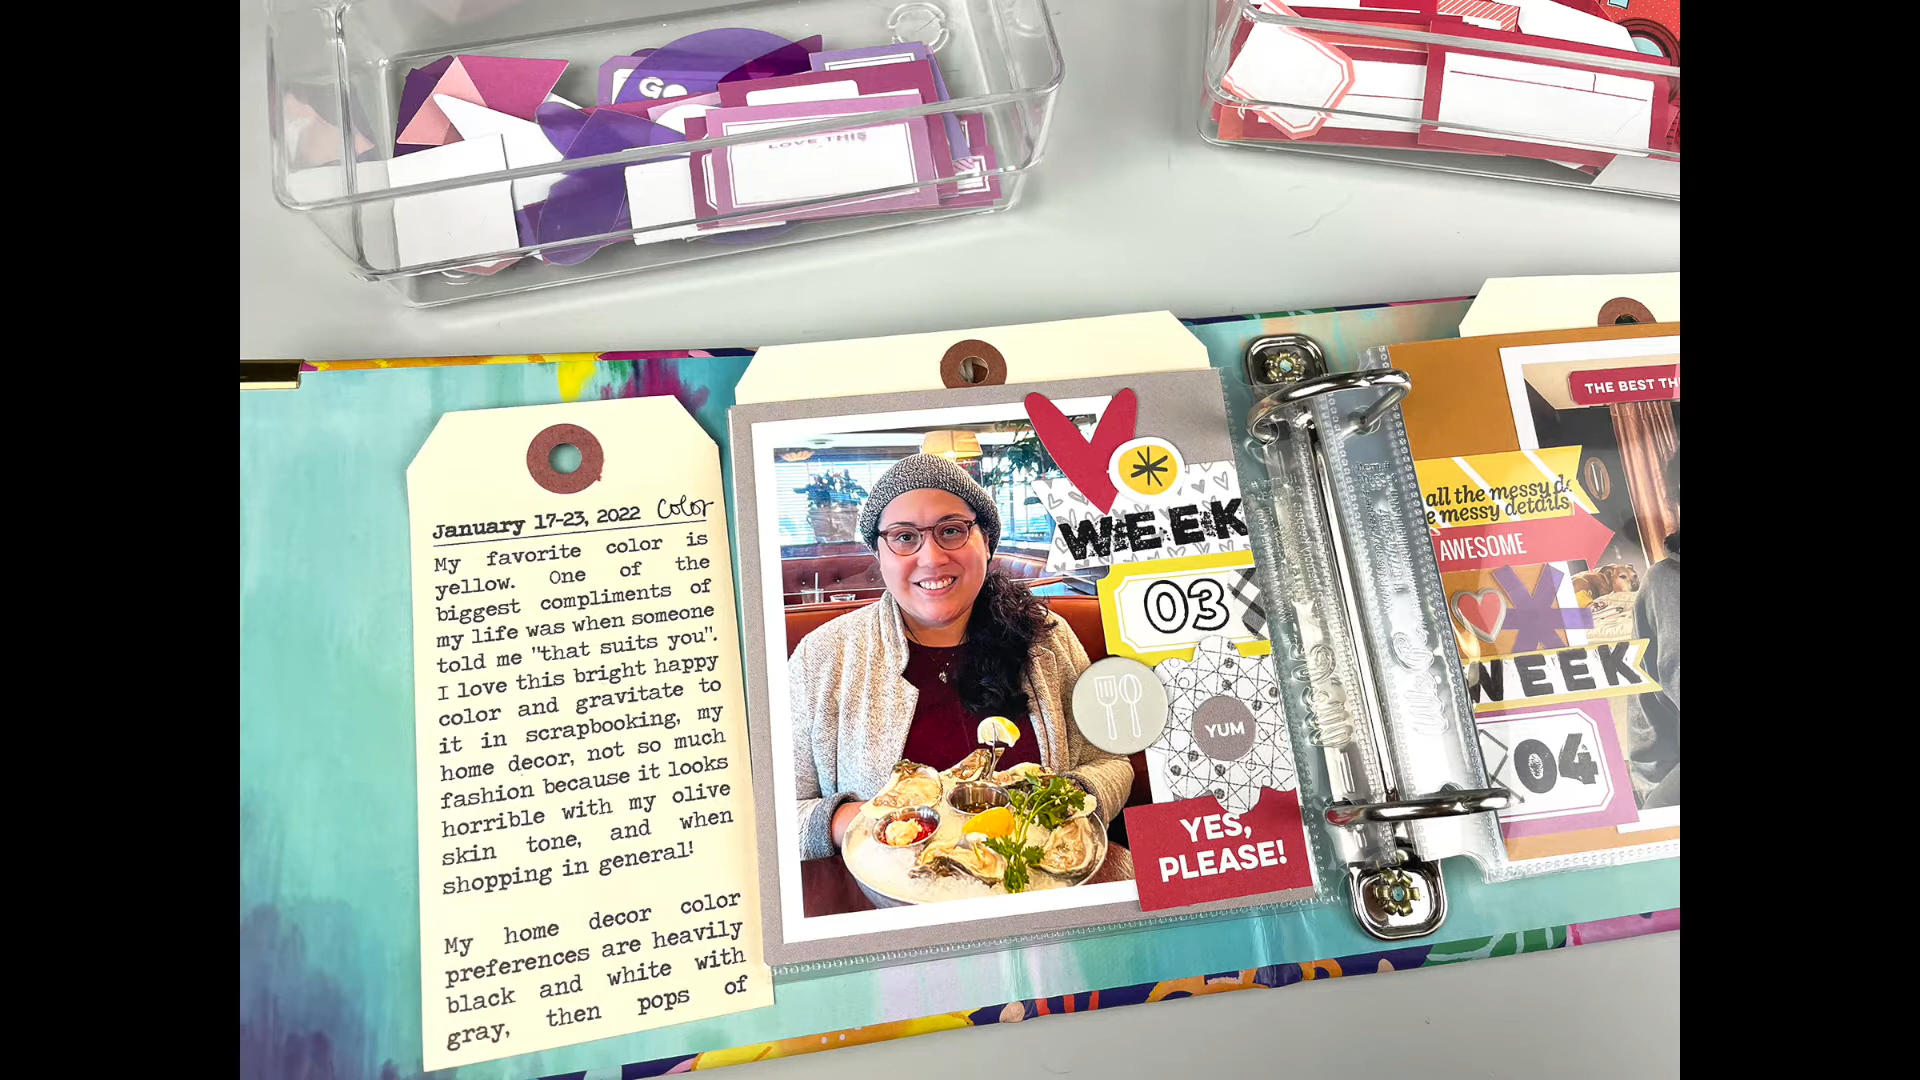 GO
LOVE THIS
January 17-23, 2022 Color
My favorite color is
yellow. One of the
biggest compliments of
my life was when someone
told me "that suits you".
I love this bright happy
color and gravitate to
it in scrapbooking, my
home decor, not so much
fashion because it looks
horrible with my olive
skin tone, and when
shopping in general!
My home decor color
preferences are heavily
black and white with
gray, then pops of
WEEK
03
YUM
YES,
PLEASE!
THE BEST
all the messy
messy details
AWESOME
WEEK
04